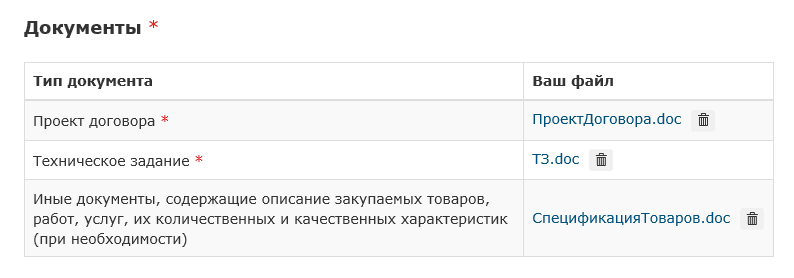 Документы *
Тип документа Ваш файл
Проект договора * ПроектДоговора.doc
Техническое задание * ТЗ.doc
Иные документы, содержащие описание закупаемых товаров,
работ, услуг, их количественных и качественных характеристик
(при необходимости)
СпецификацияТоваров.doc